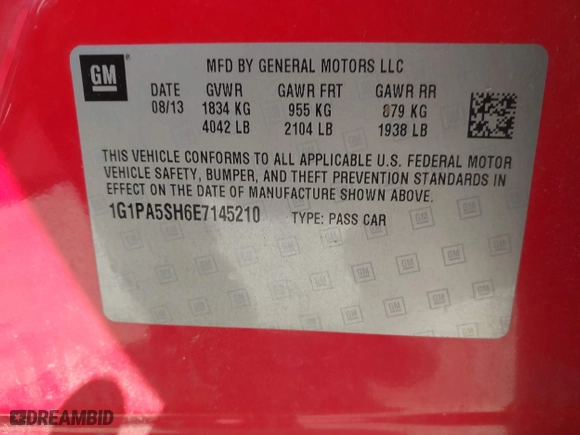 GM
MFD BY GENERAL MOTORS LLC
DATE GVWR GAWR FRT GAWR RR
08/13 1834 KG 955 KG 879 KG
4042 LB 2104 LB 1938 LB
THIS VEHICLE CONFORMS TO ALL APPLICABLE U.S. FEDERAL MOTOR
VEHICLE SAFETY, BUMPER, AND THEFT PREVENTION STANDARDS IN
EFFECT ON THE DATE OF MANUFACTURE SHOWN ABOVE.
1G1PA5SH6E7145210 TYPE: PASS CAR
DREAMBID